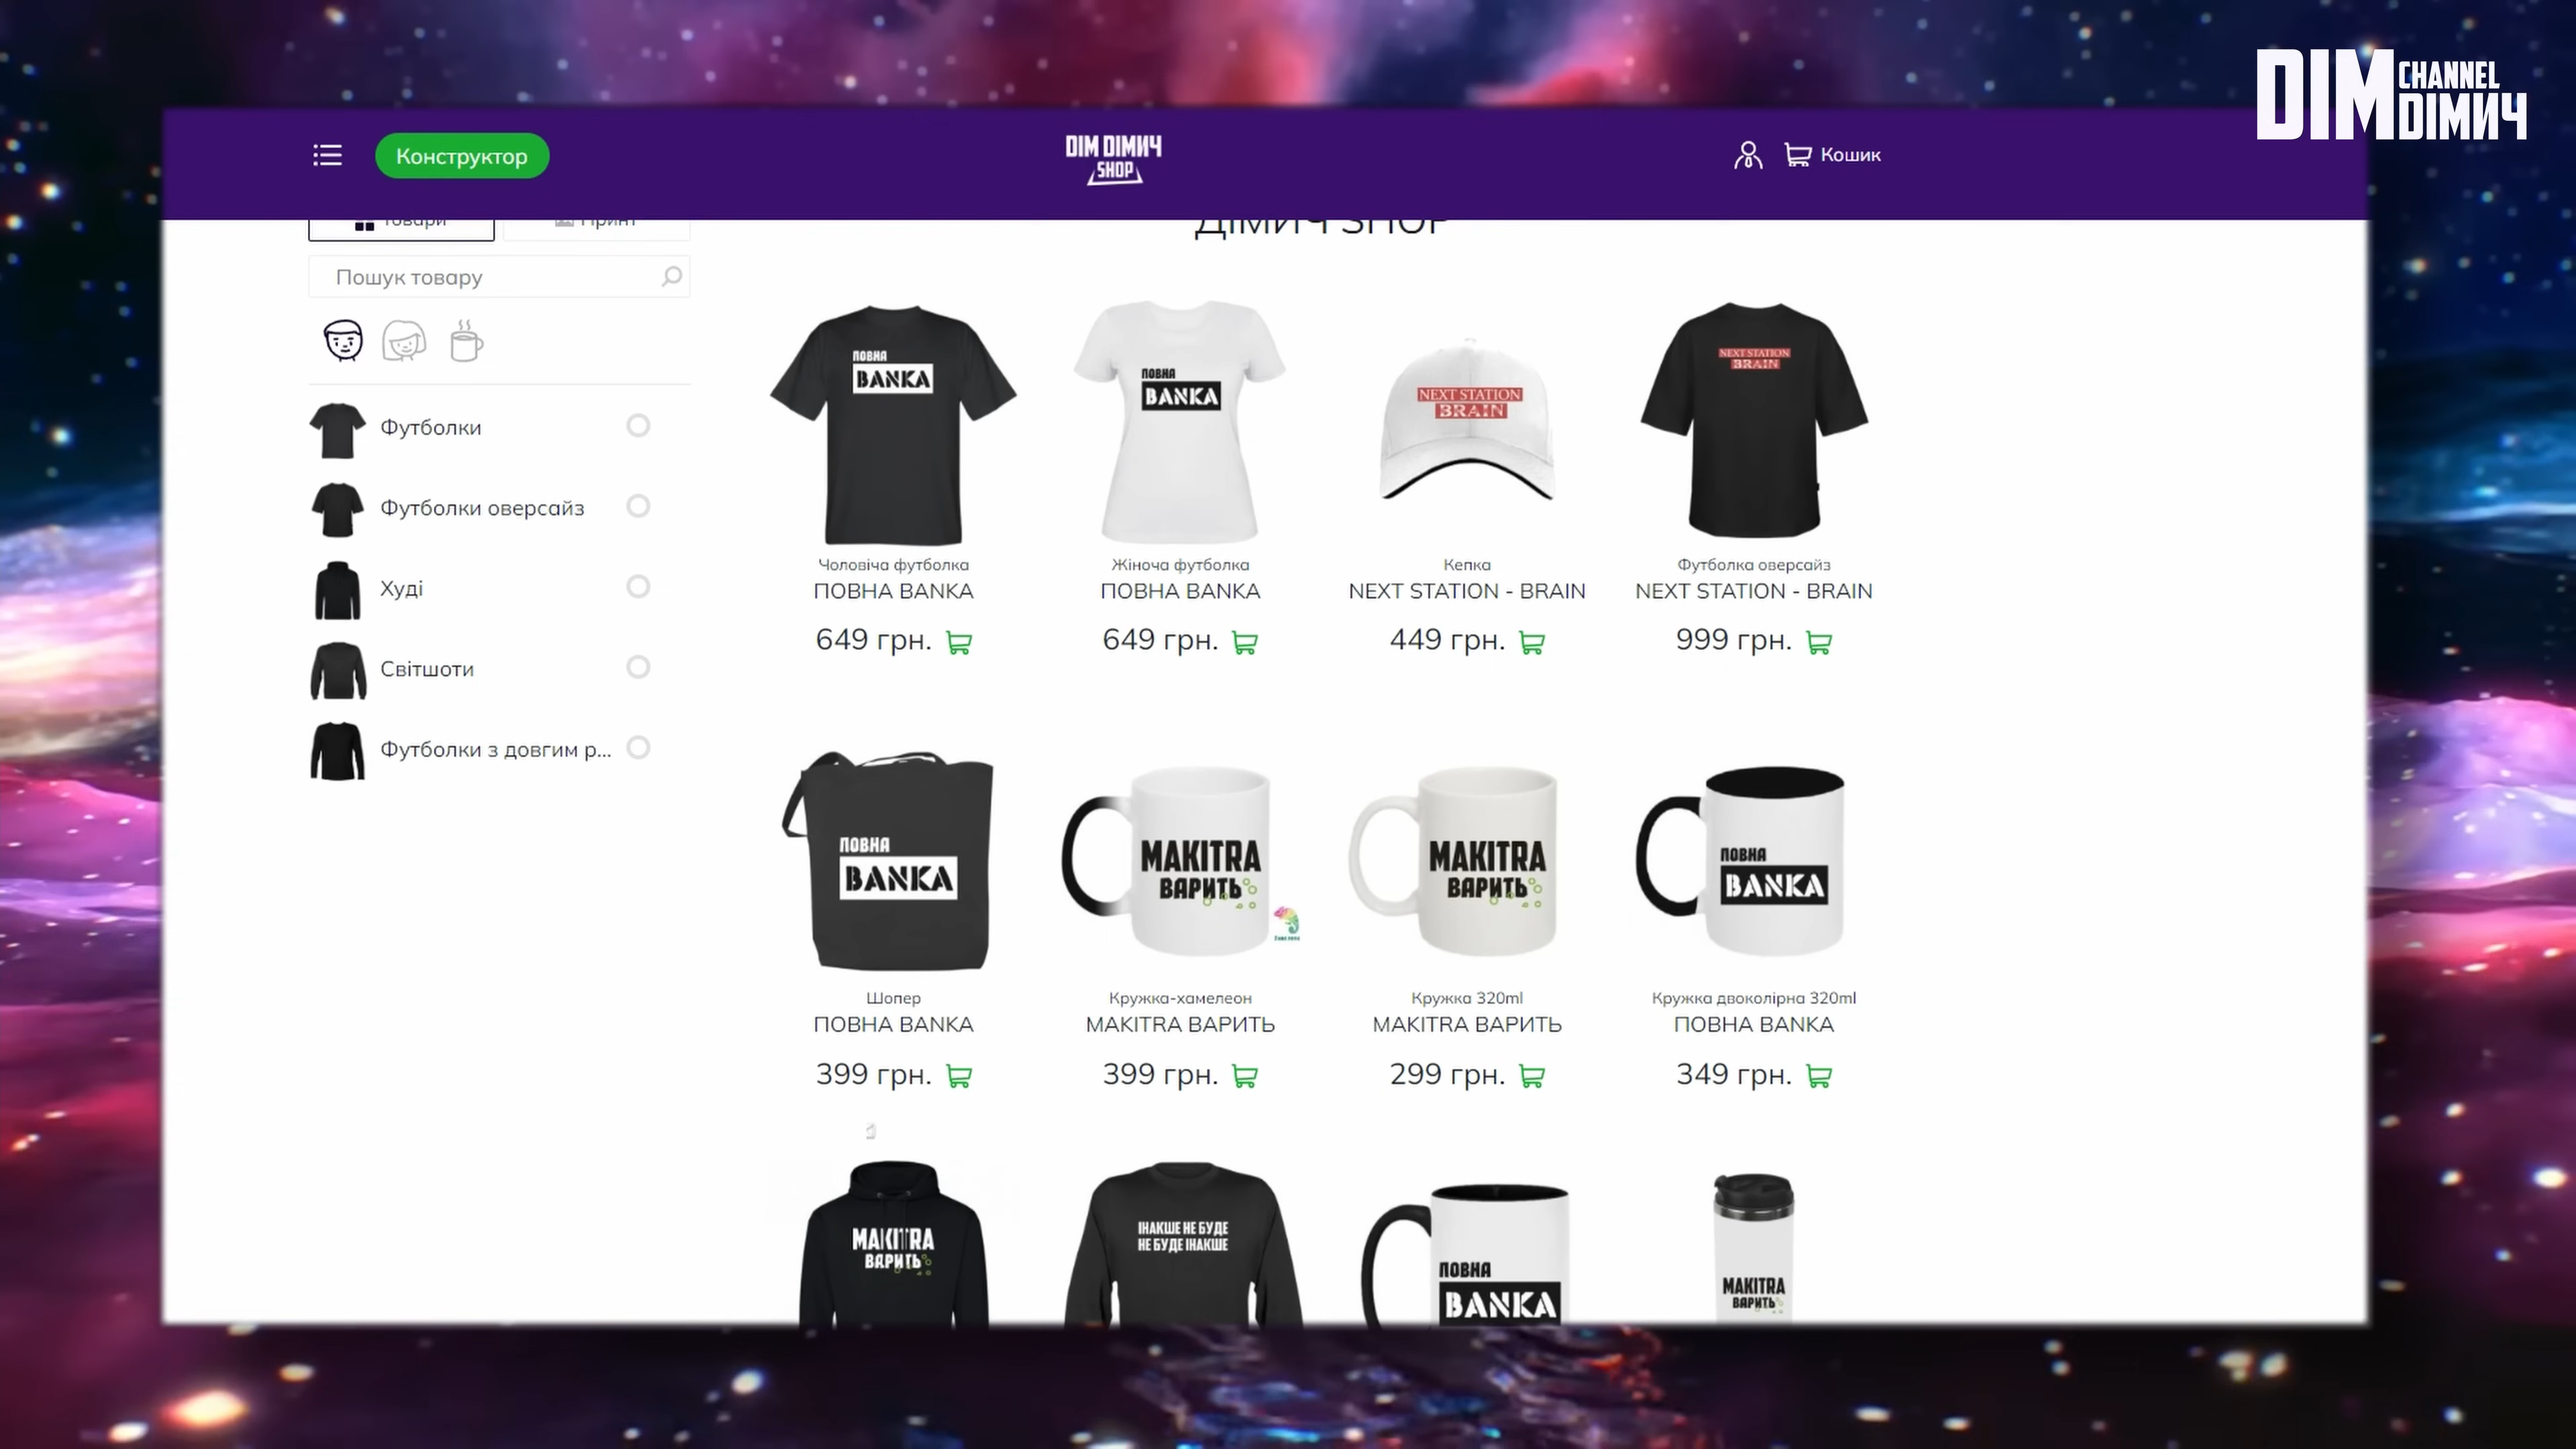 DIM CHANNEL
DIMИЧ
Конструктор
DIM DIMИЧ
SHOP
Кошик
Товари
Принт
ДІМИЧ SHOP
Пошук товару
Футболки
Футболки оверсайз
Худі
Світшоти
Футболки з довгим р...
ПОВНА
BANKA
ПОВНА
BANKA
NEXT STATION
BRAIN
NEXT STATION
BRAIN
Чоловіча футболка
ПОВНА BANKA
649 грн.
Жіноча футболка
ПОВНА BANKA
649 грн.
Кепка
NEXT STATION - BRAIN
449 грн.
Футболка оверсайз
NEXT STATION - BRAIN
999 грн.
ПОВНА
BANKA
MAKITRA
ВАРИТЬ
MAKITRA
ВАРИТЬ
ПОВНА
BANKA
Шопер
ПОВНА BANKA
399 грн.
Кружка-хамелеон
MAKITRA ВАРИТЬ
399 грн.
Кружка 320ml
MAKITRA ВАРИТЬ
299 грн.
Кружка двоколірна 320ml
ПОВНА BANKA
349 грн.
MAKITRA
ВАРИТЬ
ІНАКШЕ НЕ БУДЕ
НЕ БУДЕ ІНАКШЕ
ПОВНА
BANKA
MAKITRA
ВАРИТЬ